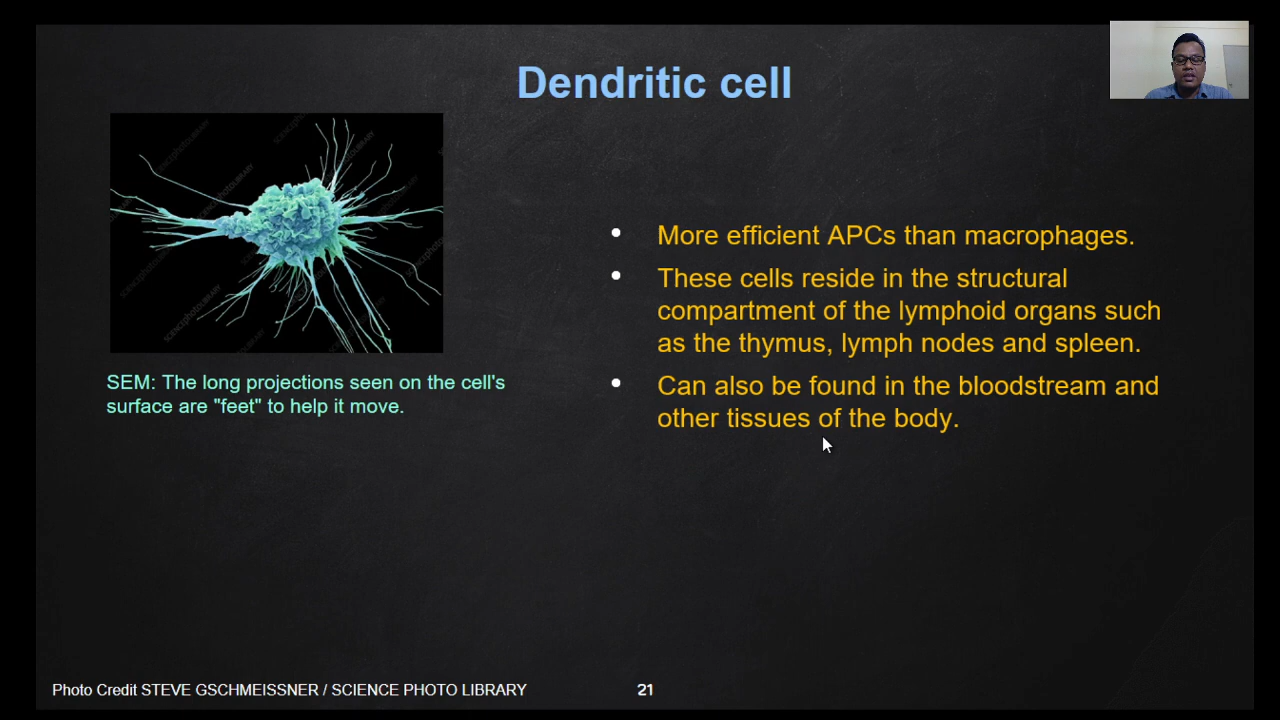 Dendritic cell
More efficient APCs than macrophages.
These cells reside in the structural
compartment of the lymphoid organs such
as the thymus, lymph nodes and spleen.
Can also be found in the bloodstream and
other tissues of the body.
SEM: The long projections seen on the cell's
surface are "feet" to help it move.
Photo Credit STEVE GSCHMEISSNER / SCIENCE PHOTO LIBRARY
21